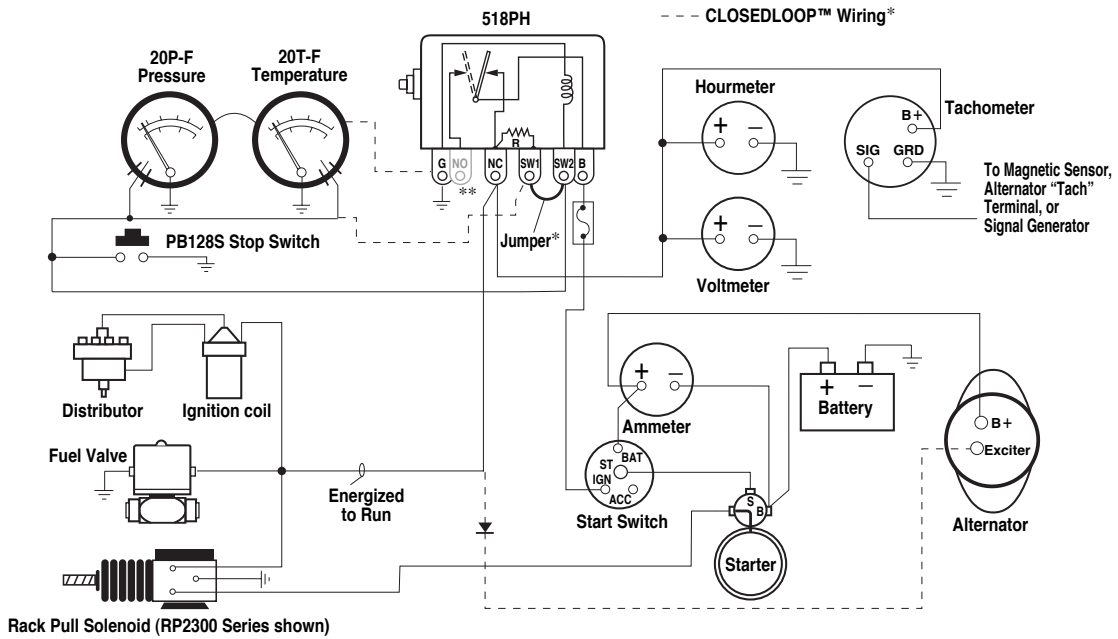 518PH
- - - - CLOSEDLOOP™ Wiring*
20P-F
Pressure
20T-F
Temperature
Hourmeter
+ −
Tachometer
B+
SIG GRD
R
G NO NC SW1 SW2 B
**
Jumper*
To Magnetic Sensor,
Alternator “Tach”
Terminal, or
Signal Generator
PB128S Stop Switch
+ −
Voltmeter
Distributor
Ignition coil
+ −
Ammeter
+ −
Battery
B+
Exciter
Alternator
Fuel Valve
Energized
to Run
ST BAT
IGN
ACC
Start Switch
S
B
Starter
Rack Pull Solenoid (RP2300 Series shown)